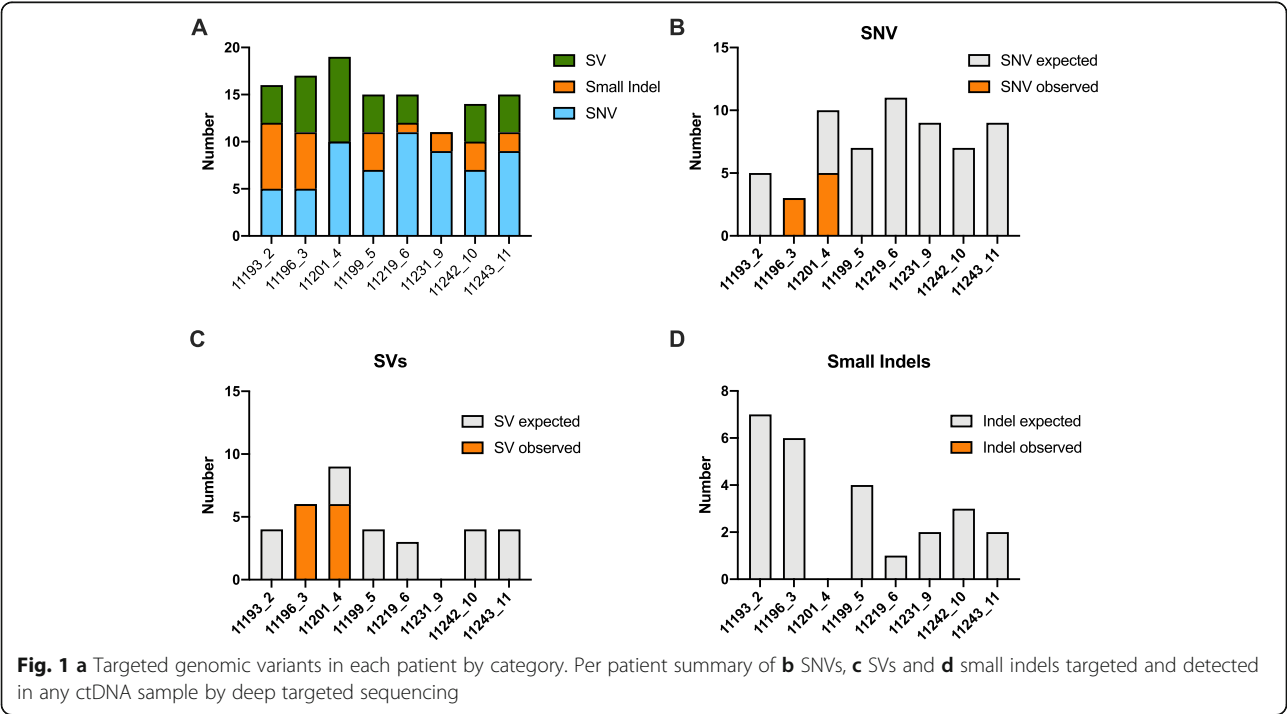 A
20
15
10
5
0
Number
SV
Small Indel
SNV
11193_2
11196_3
11201_4
11199_5
11219_6
11231_9
11242_10
11243_11
B
SNV
15
10
5
0
Number
SNV expected
SNV observed
11193_2
11196_3
11201_4
11199_5
11219_6
11231_9
11242_10
11243_11
C
SVs
15
10
5
0
Number
SV expected
SV observed
11193_2
11196_3
11201_4
11199_5
11219_6
11231_9
11242_10
11243_11
D
Small Indels
8
6
4
2
0
Number
Indel expected
Indel observed
11193_2
11196_3
11201_4
11199_5
11219_6
11231_9
11242_10
11243_11
Fig. 1 a Targeted genomic variants in each patient by category. Per patient summary of b SNVs, c SVs and d small indels targeted and detected
in any ctDNA sample by deep targeted sequencing